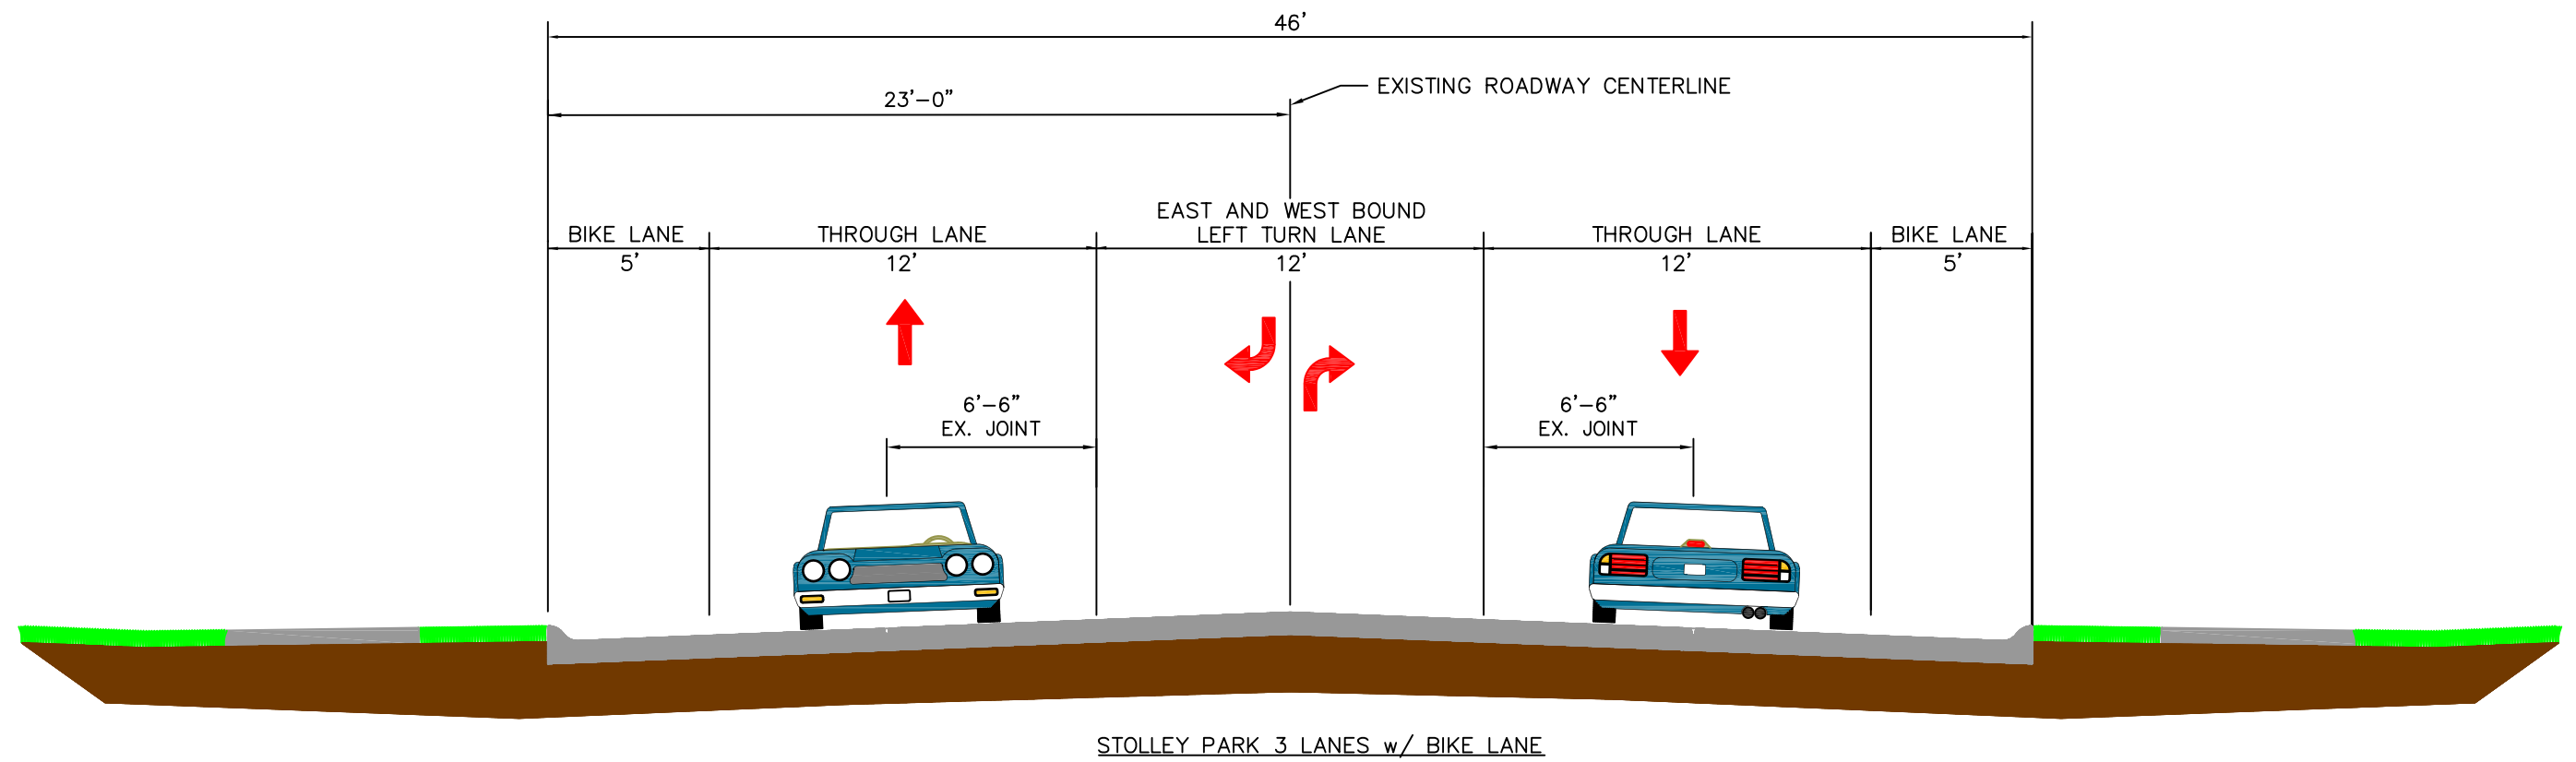 46'
EXISTING ROADWAY CENTERLINE
23'-0"
EAST AND WEST BOUND
BIKE LANE THROUGH LANE LEFT TURN LANE THROUGH LANE BIKE LANE
5' 12' 12' 12' 5'
6'-6" 6'-6"
EX. JOINT EX. JOINT
STOLLEY PARK 3 LANES w/ BIKE LANE